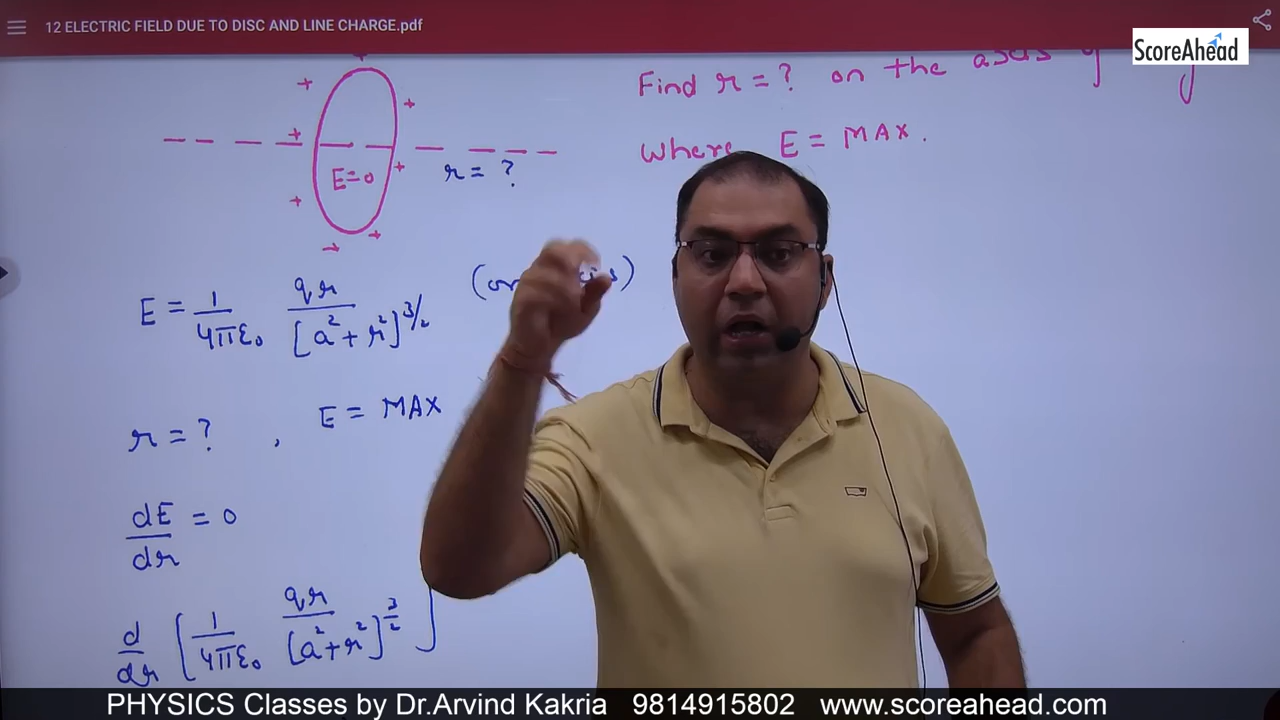 12 ELECTRIC FIELD DUE TO DISC AND LINE CHARGE.pdf
ScoreAhead
Find r = ? on the axis
where E = MAX.
E=0
r = ?
E = 1/4πε₀ qr/[a²+r²]^3/2
r = ? , E = MAX
dE/dr = 0
d/dr [1/4πε₀ qr/[a²+r²]^3/2]
PHYSICS Classes by Dr.Arvind Kakria 9814915802 www.scoreahead.com